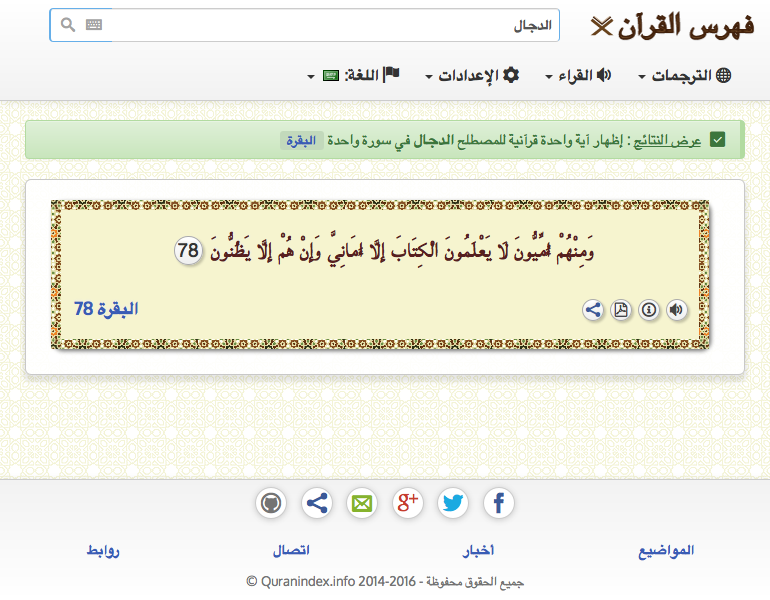 فهرس القرآن
الدجال
الترجمات
القراء
الإعدادات
اللغة:
عرض النتائج : إظهار آية واحدة قرآنية للمصطلح الدجال في سورة واحدة البقرة
وَمِنْهُمْ أُمِّيُّونَ لَا يَعْلَمُونَ الْكِتَابَ إِلَّا أَمَانِيَّ وَإِنْ هُمْ إِلَّا يَظُنُّونَ 78
البقرة 78
المواضيع
أخبار
اتصال
روابط
جميع الحقوق محفوظة - Quranindex.info 2014-2016 ©